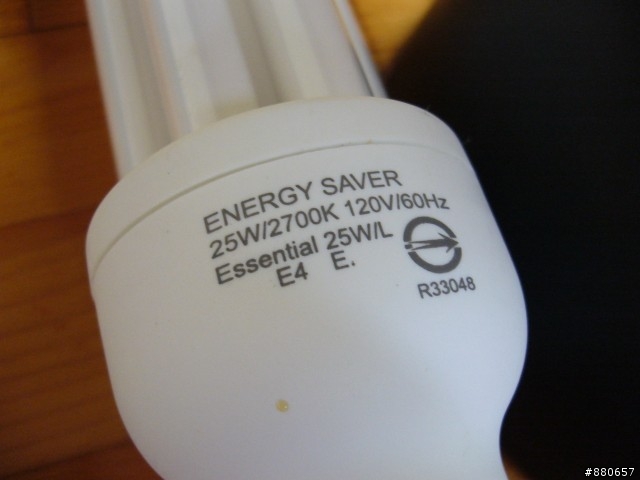 ENERGY SAVER
25W/2700K 120V/60Hz
Essential 25W/L
E4 E.
R33048
#880657